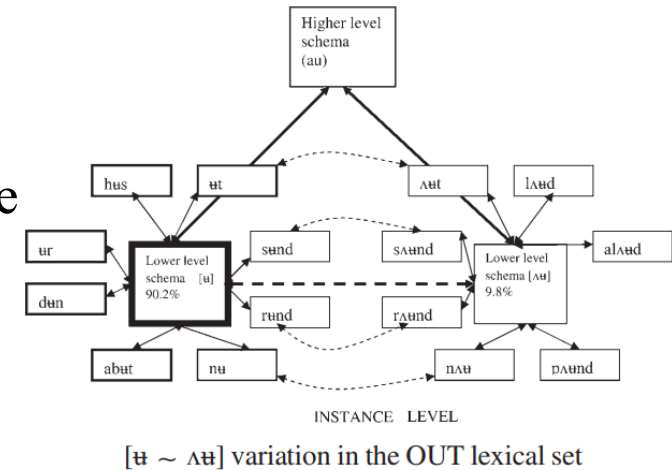 Higher level
schema
(au)
e
hʉs
ʉt
ʌʉt
lʌʉd
ʉr
sʉnd
sʌʉnd
alʌʉd
Lower level
schema [ʉ]
90.2%
Lower level
schema [ʌʉ]
9.8%
dʉn
rʉnd
rʌʉnd
abʉt
nʉ
nʌʉ
pʌʉnd
INSTANCE LEVEL
[ʉ ~ ʌʉ] variation in the OUT lexical set